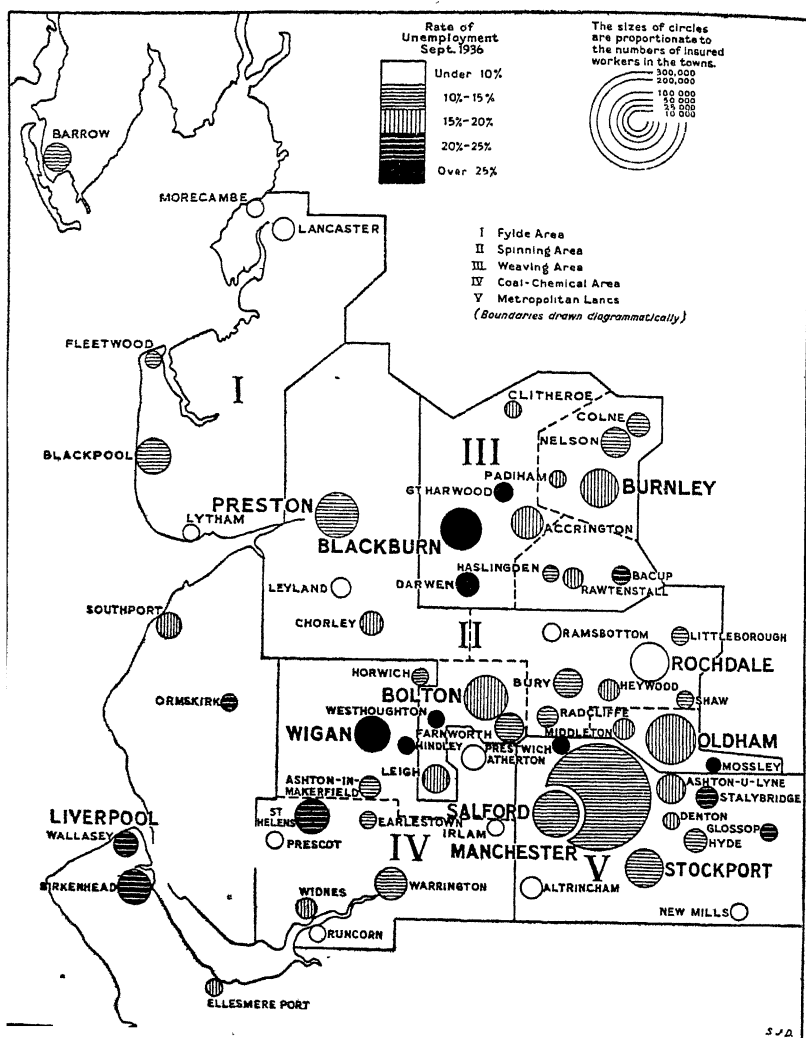 Rate of
Unemployment
Sept. 1936
Under 10%
10%-15%
15%-20%
20%-25%
Over 25%
The sizes of circles
are proportionate to
the numbers of insured
workers in the towns.
300,000
200,000
100 000
50 000
25 000
10 000
I Fylde Area
II Spinning Area
III Weaving Area
IV Coal-Chemical Area
V Metropolitan Lancs
(Boundaries drawn diagrammatically)
BARROW
MORECAMBE
LANCASTER
FLEETWOOD
I
BLACKPOOL
LYTHAM
PRESTON
BLACKBURN
LEYLAND
CHORLEY
SOUTHPORT
ORMSKIRK
III
CLITHEROE
COLNE
NELSON
PADIHAM
GT HARWOOD
BURNLEY
ACCRINGTON
HASLINGDEN
DARWEN
BACUP
RAWTENSTALL
II
RAMSBOTTOM
LITTLEBOROUGH
ROCHDALE
HORWICH
BOLTON
BURY
HEYWOOD
SHAW
WESTHOUGHTON
RADCLIFFE
WIGAN
FARNWORTH
MIDDLETON
OLDHAM
HINDLEY
PRESTWICH
ATHERTON
MOSSLEY
LEIGH
ASHTON-IN-
MAKERFIELD
ASHTON-U-LYNE
STALYBRIDGE
LIVERPOOL
WALLASEY
ST
HELENS
EARLESTOWN
SALFORD
IRLAM
DENTON
GLOSSOP
HYDE
PRESCOT
IV
MANCHESTER
V
STOCKPORT
BIRKENHEAD
WIDNES
WARRINGTON
ALTRINCHAM
NEW MILLS
RUNCORN
ELLESMERE PORT
S.J.D.